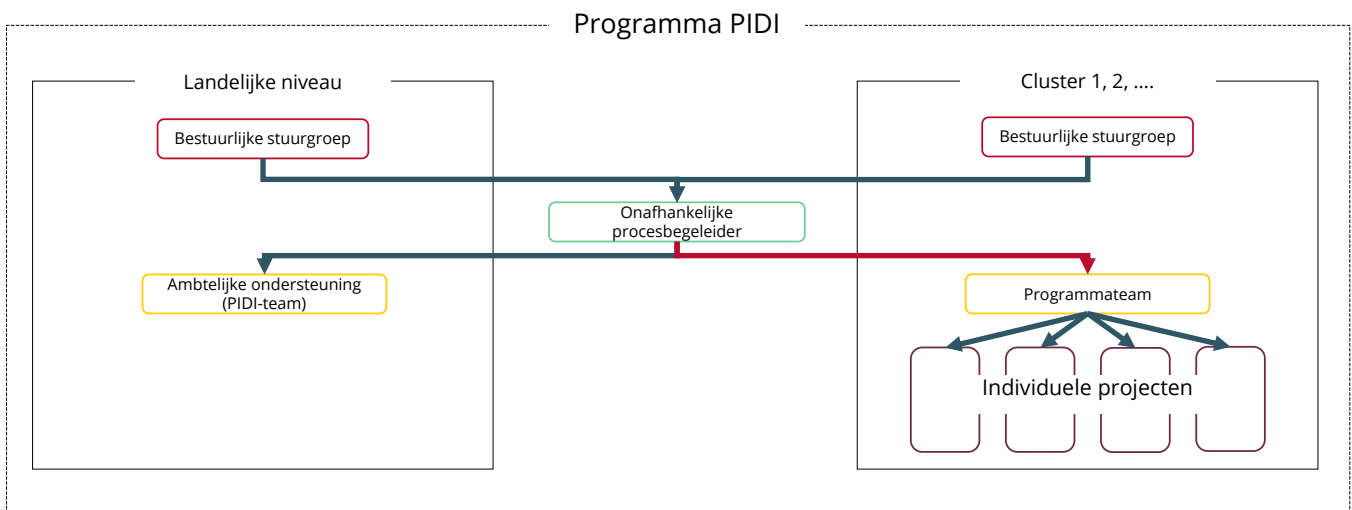 Programma PIDI
Landelijke niveau
Cluster 1, 2, ....
Bestuurlijke stuurgroep
Bestuurlijke stuurgroep
Onafhankelijke
procesbegeleider
Ambtelijke ondersteuning
(PIDI-team)
Programmateam
Individuele projecten